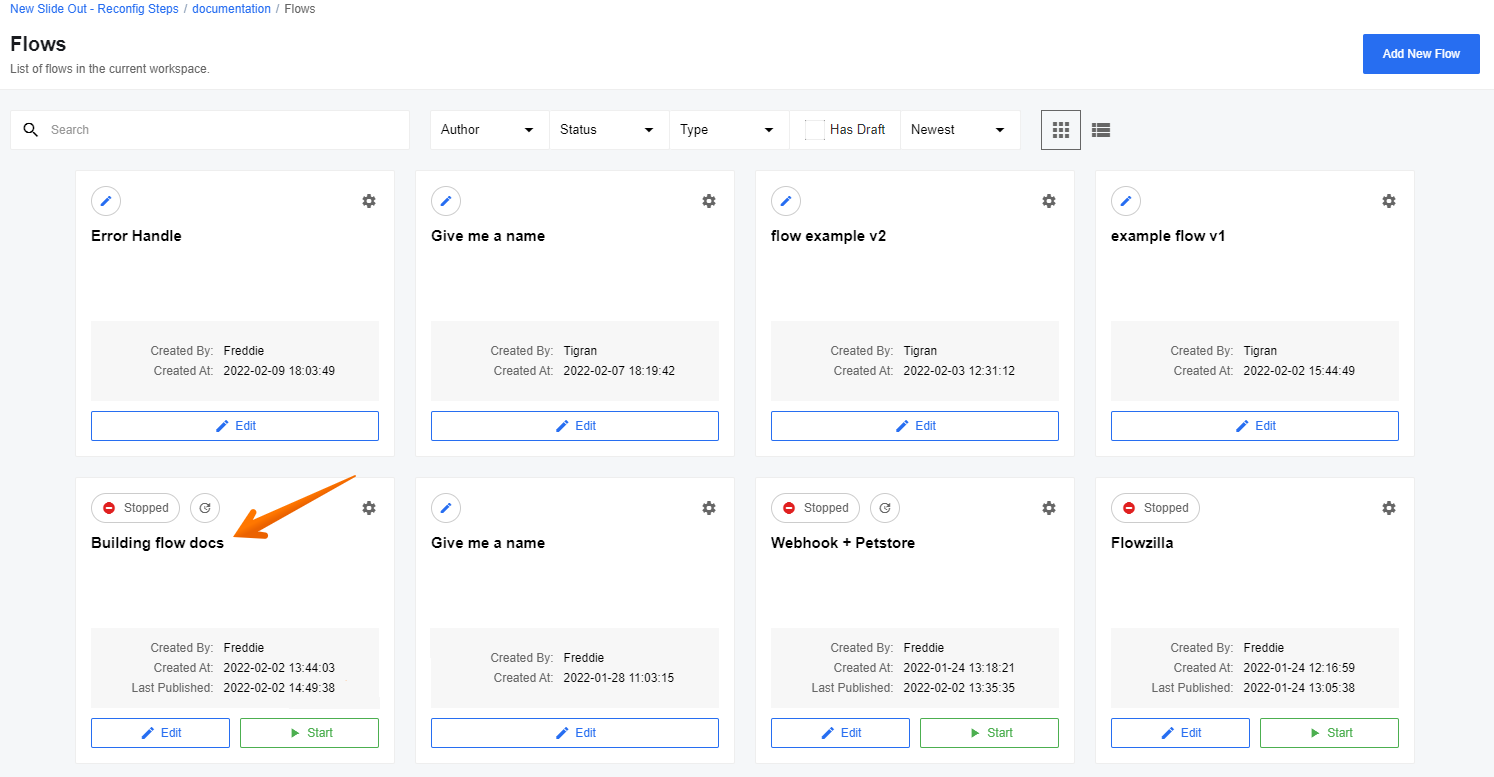 New Slide Out - Reconfig Steps / documentation / Flows
Flows
List of flows in the current workspace.
Add New Flow
Search
Author
Status
Type
Has Draft
Newest
Error Handle
Created By: Freddie
Created At: 2022-02-09 18:03:49
Edit
Give me a name
Created By: Tigran
Created At: 2022-02-07 18:19:42
Edit
flow example v2
Created By: Tigran
Created At: 2022-02-03 12:31:12
Edit
example flow v1
Created By: Tigran
Created At: 2022-02-02 15:44:49
Edit
Stopped
Building flow docs
Created By: Freddie
Created At: 2022-02-02 13:44:03
Last Published: 2022-02-02 14:49:38
Edit
Start
Give me a name
Created By: Freddie
Created At: 2022-01-28 11:03:15
Edit
Stopped
Webhook + Petstore
Created By: Freddie
Created At: 2022-01-24 13:18:21
Last Published: 2022-02-02 13:35:35
Edit
Start
Stopped
Flowzilla
Created By: Freddie
Created At: 2022-01-24 12:16:59
Last Published: 2022-01-24 13:05:38
Edit
Start